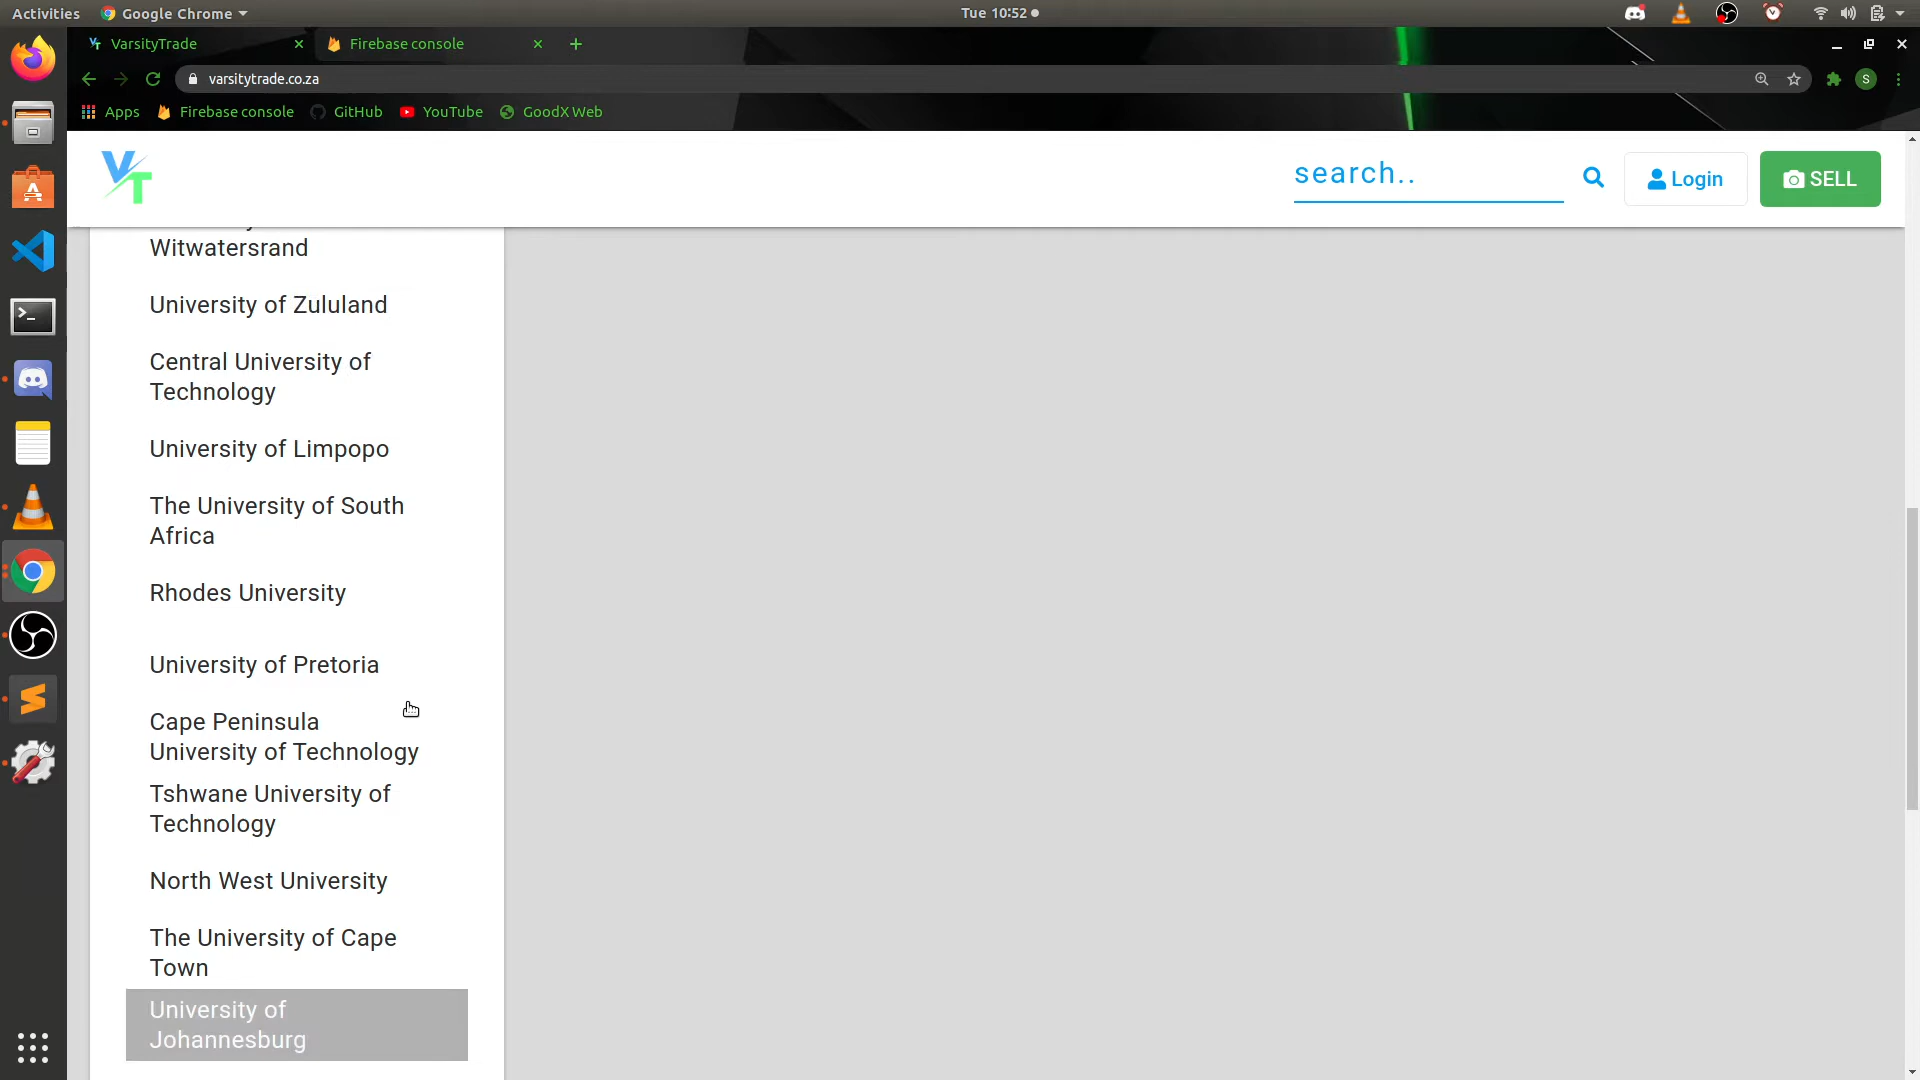 Activities Google Chrome Tue 10:52
VarsityTrade Firebase console
varsitytrade.co.za S
Apps Firebase console GitHub YouTube GoodX Web
VT search.. Login SELL
Witwatersrand
University of Zululand
Central University of
Technology
University of Limpopo
The University of South
Africa
Rhodes University
University of Pretoria
Cape Peninsula
University of Technology
Tshwane University of
Technology
North West University
The University of Cape
Town
University of
Johannesburg